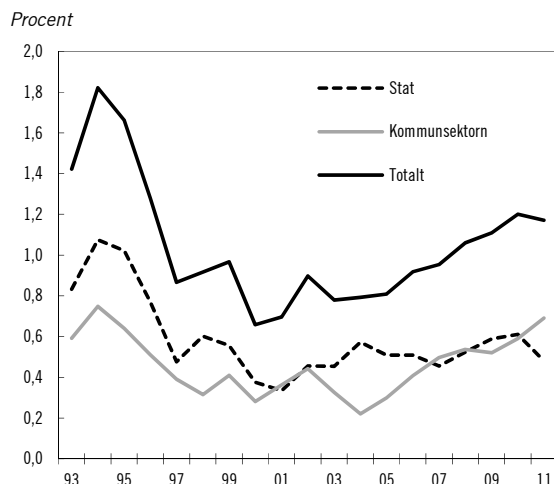 Procent
2,0
1,8
1,6
1,4
1,2
1,0
0,8
0,6
0,4
0,2
0,0
Stat
Kommunsektorn
Totalt
93 95 97 99 01 03 05 07 09 11